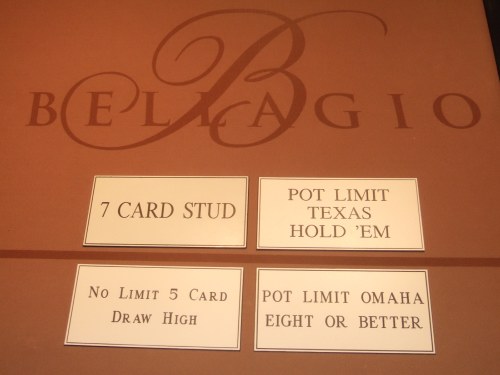 BELLAGIO
7 CARD STUD
POT LIMIT
TEXAS
HOLD 'EM
No Limit 5 Card
Draw High
POT LIMIT OMAHA
EIGHT OR BETTER